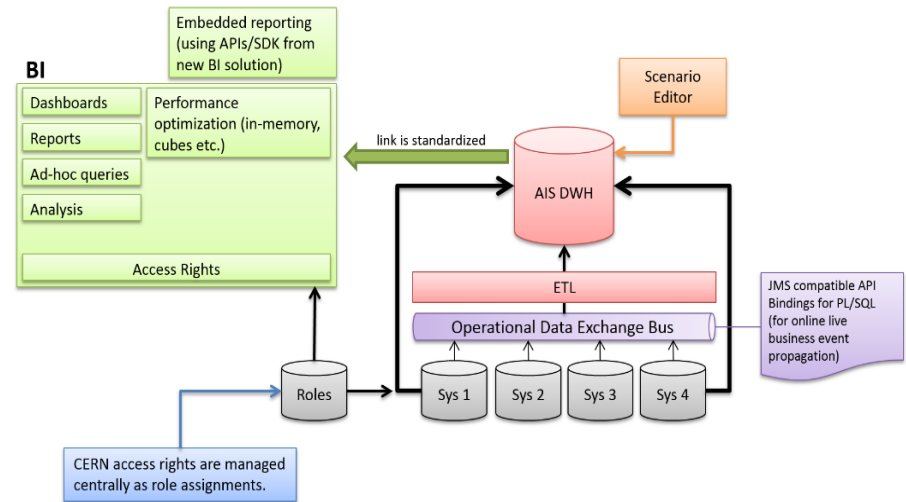 Embedded reporting
(using APIs/SDK from
new BI solution)
BI
Dashboards
Reports
Ad-hoc queries
Analysis
Performance
optimization (in-memory,
cubes etc.)
Access Rights
link is standardized
Scenario
Editor
AIS DWH
ETL
Operational Data Exchange Bus
JMS compatible API
Bindings for PL/SQL
(for online live
business event
propagation)
Roles
Sys 1
Sys 2
Sys 3
Sys 4
CERN access rights are managed
centrally as role assignments.